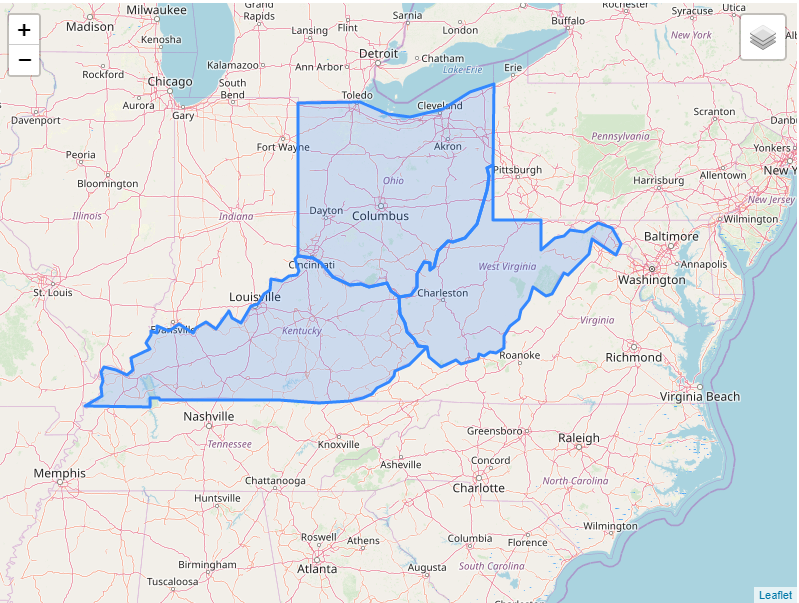 Milwaukee
Grand
Rapids
Rochester
Syracuse
Utica
+
Madison
Kenosha
Lansing
Flint
Sarnia
London
Buffalo
New York
−
Detroit
Chatham
Kalamazoo
Ann Arbor
Lake Erie
Erie
Rockford
Chicago
South
Bend
Toledo
Cleveland
Aurora
Gary
Scranton
Davenport
Danbu
Pennsylvania
Fort Wayne
Akron
Yonkers
Peoria
Pittsburgh
New Y
Bloomington
Ohio
Harrisburg
Allentown
New Jersey
Illinois
Indiana
Dayton
Columbus
Wilmington
Baltimore
Cincinnati
West Virginia
Annapolis
Washington
St. Louis
Louisville
Charleston
Evansville
Kentucky
Virginia
Roanoke
Richmond
Virginia Beach
Nashville
Tennessee
Knoxville
Greensboro
Raleigh
Asheville
Concord
Memphis
Chattanooga
Charlotte
North Carolina
Huntsville
Wilmington
Roswell
Athens
Columbia
Florence
Birmingham
Atlanta
Augusta
South Carolina
Tuscaloosa
Leaflet